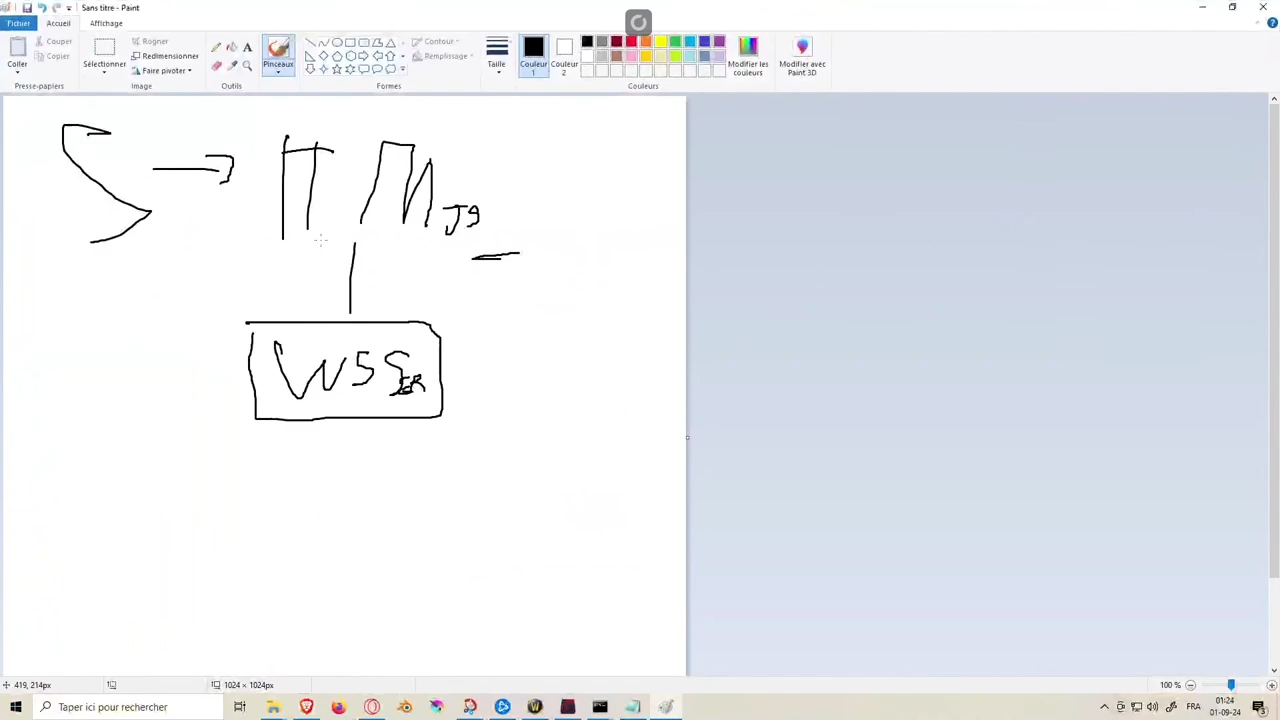 Sans titre - Paint
Fichier Accueil Affichage
Coller
Couper
Copier
Presse-papiers
Sélectionner
Rogner
Redimensionner
Faire pivoter
Image
Outils
Pinceaux
Contour
Remplissage
Formes
Taille
Couleur 1
Couleur 2
Modifier les couleurs
Modifier avec Paint 3D
Couleurs
WSSER
419, 214px 1024 × 1024px 100 %
Taper ici pour rechercher FRA 01:24
01-09-24